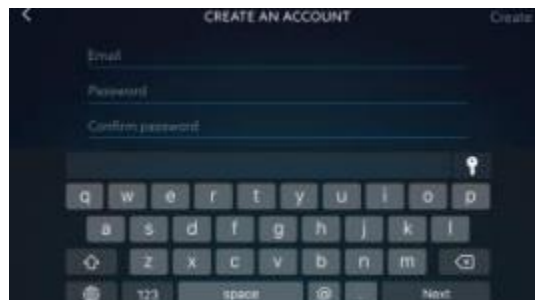 CREATE AN ACCOUNT Create
Email
Password
Confirm password
q w e r t y u i o p
a s d f g h j k l
z x c v b n m
123 space @ . Next